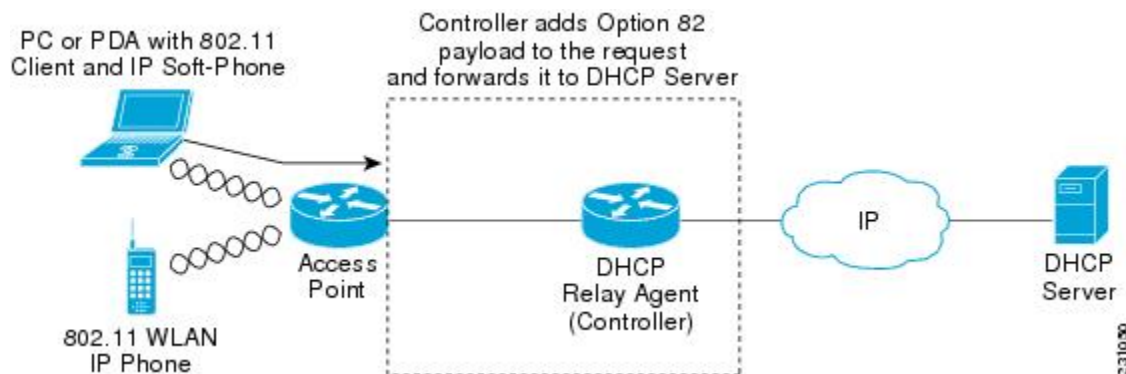 Controller adds Option 82
payload to the request
and forwards it to DHCP Server
PC or PDA with 802.11
Client and IP Soft-Phone
Access
Point
802.11 WLAN
IP Phone
DHCP
Relay Agent
(Controller)
IP
DHCP
Server
231050